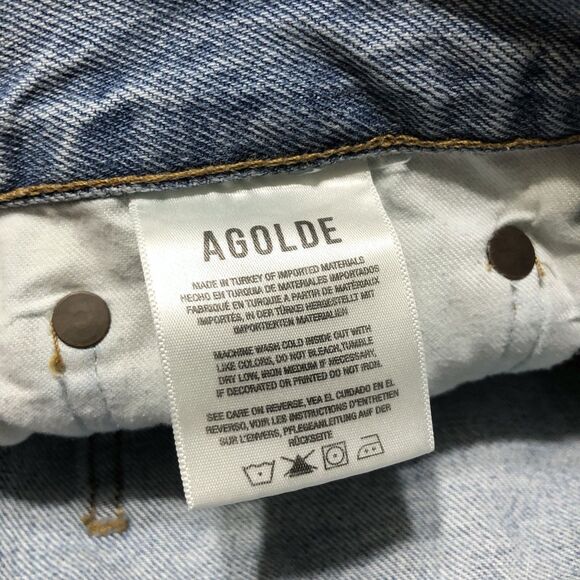 AGOLDE
MADE IN TURKEY OF IMPORTED MATERIALS
HECHO EN TURQUIA DE MATERIALES IMPORTADOS
FABRIQUÉ EN TURQUIE A PARTIR DE MATÉRIAUX
IMPORTÉS, IN DER TÜRKEI HERGESTELLT MIT
IMPORTIERTEN MATERIALIEN
MACHINE WASH COLD INSIDE OUT WITH
LIKE COLORS, DO NOT BLEACH, TUMBLE
DRY LOW, IRON MEDIUM IF NECESSARY,
IF DECORATED OR PRINTED DO NOT IRON.
SEE CARE ON REVERSE, VEA EL CUIDADO EN EL
REVERSO, VOIR LES INSTRUCTIONS D'ENTRETIEN
SUR L'ENVERS, PFLEGEANLEITUNG AUF DER
RÜCKSEITE